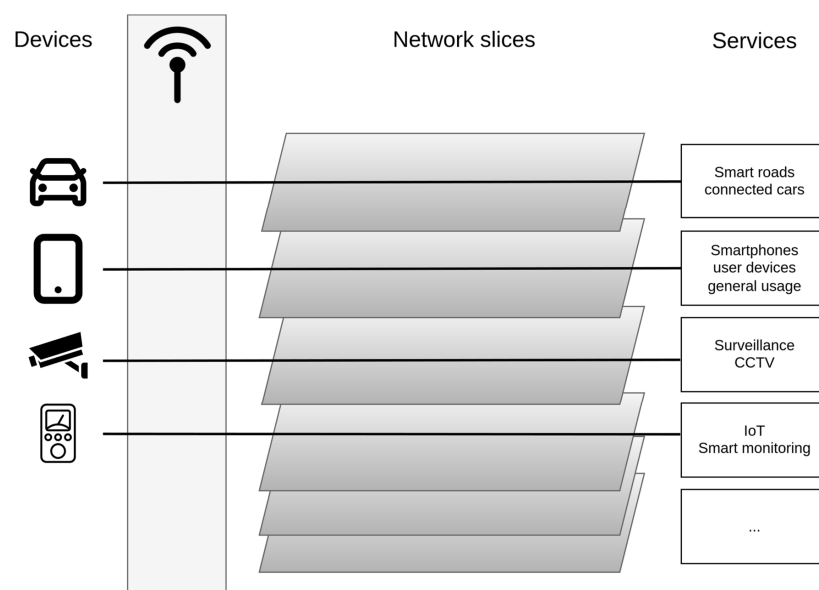 Devices
Network slices
Services
Smart roads
connected cars
Smartphones
user devices
general usage
Surveillance
CCTV
IoT
Smart monitoring
...